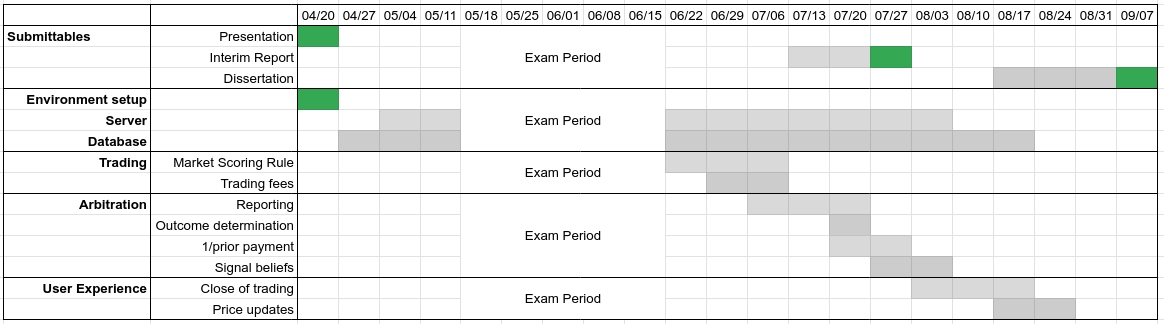 04/20 04/27 05/04 05/11 05/18 05/25 06/01 06/08 06/15 06/22 06/29 07/06 07/13 07/20 07/27 08/03 08/10 08/17 08/24 08/31 09/07
Submittables Presentation
Interim Report Exam Period
Dissertation
Environment setup
Server Exam Period
Database
Trading Market Scoring Rule
Exam Period
Trading fees
Arbitration Reporting
Outcome determination
Exam Period
1/prior payment
Signal beliefs
User Experience Close of trading
Exam Period
Price updates